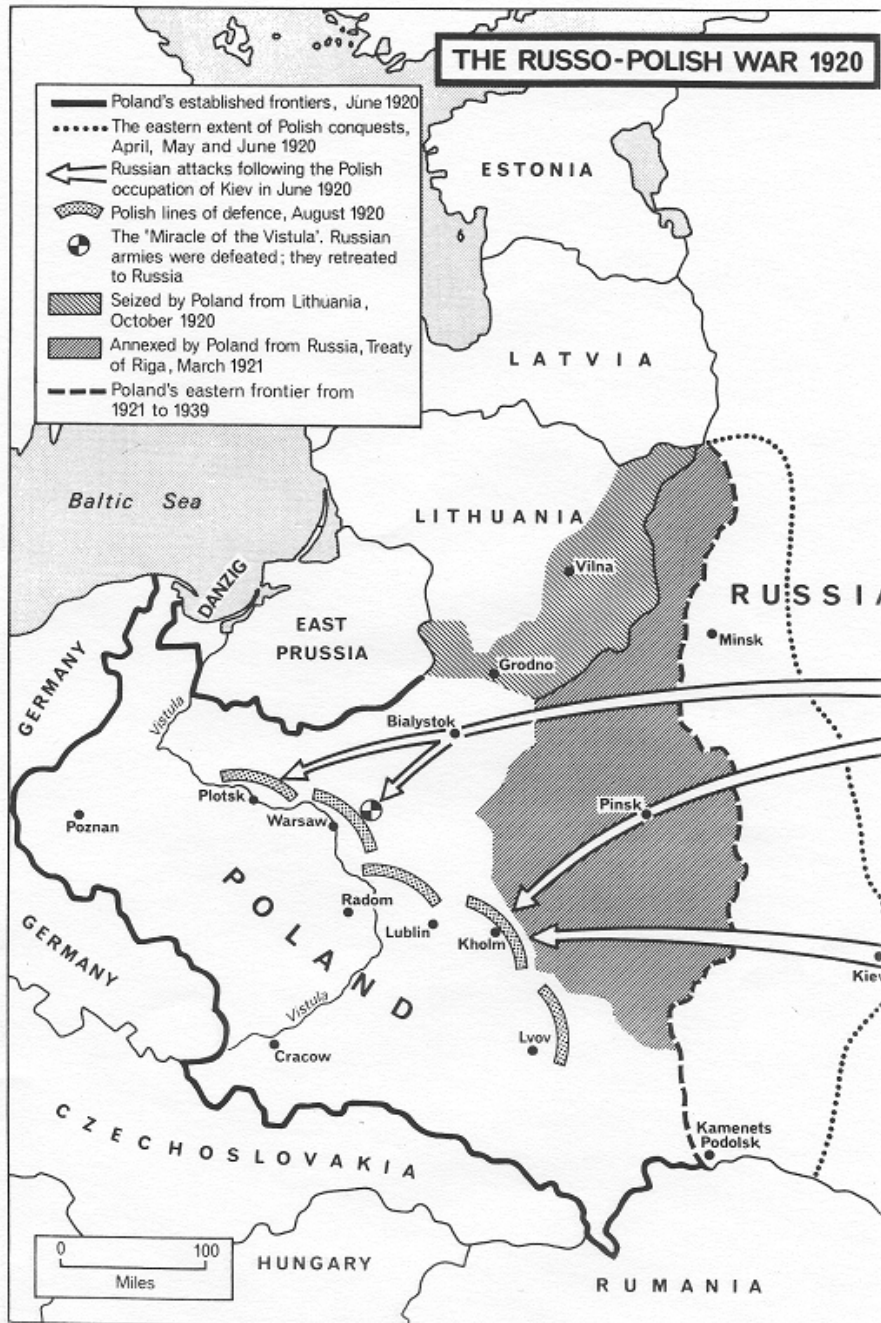 THE RUSSO-POLISH WAR 1920
Poland's established frontiers, June 1920
The eastern extent of Polish conquests,
April, May and June 1920
Russian attacks following the Polish
occupation of Kiev in June 1920
Polish lines of defence, August 1920
The 'Miracle of the Vistula'. Russian
armies were defeated; they retreated
to Russia
Seized by Poland from Lithuania,
October 1920
Annexed by Poland from Russia, Treaty
of Riga, March 1921
Poland's eastern frontier from
1921 to 1939
ESTONIA
LATVIA
Baltic Sea
LITHUANIA
Vilna
DANZIG
RUSSIA
EAST
PRUSSIA
Minsk
Grodno
GERMANY
Vistula
Bialystok
Plotsk
Pinsk
Poznan
Warsaw
POLAND
Radom
Lublin
Kholm
GERMANY
Kiev
Vistula
Lvov
Cracow
CZECHOSLOVAKIA
Kamenets
Podolsk
0 100
Miles
HUNGARY
RUMANIA